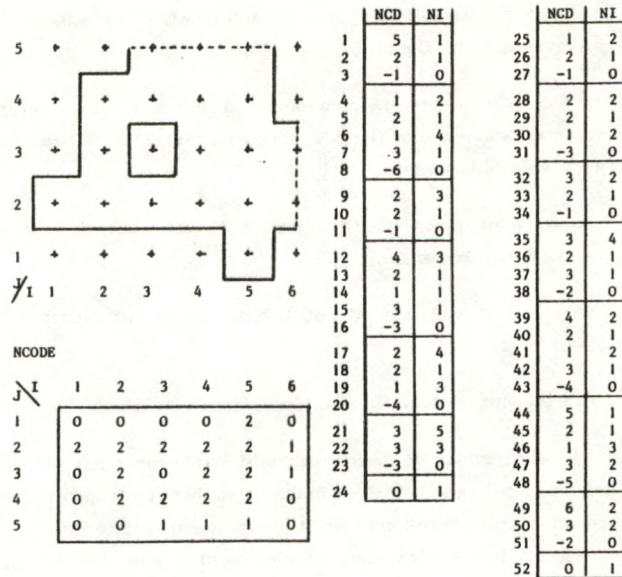 5
4
3
2
1
J I 1 2 3 4 5 6
NCODE
J I 1 2 3 4 5 6
1 0 0 0 0 2 0
2 2 2 2 2 2 1
3 0 2 0 1 2 1
4 0 2 2 2 2 0
5 0 0 1 1 1 0
NCD NI
1 5 1
2 2 1
3 -1 0
4 1 2
5 2 1
6 1 4
7 3 1
8 -6 0
9 2 3
10 2 1
11 -1 0
12 4 3
13 2 1
14 1 1
15 3 1
16 -3 0
17 2 4
18 2 1
19 1 3
20 -4 0
21 3 5
22 3 3
23 -3 0
24 0 1
NCD NI
25 1 2
26 2 1
27 -1 0
28 2 2
29 2 1
30 1 2
31 -3 0
32 3 2
33 2 1
34 -1 0
35 3 4
36 2 1
37 3 1
38 -2 0
39 4 2
40 2 1
41 1 2
42 3 1
43 -4 0
44 5 1
45 2 1
46 1 3
47 3 2
48 -5 0
49 6 2
50 3 2
51 -2 0
52 0 1